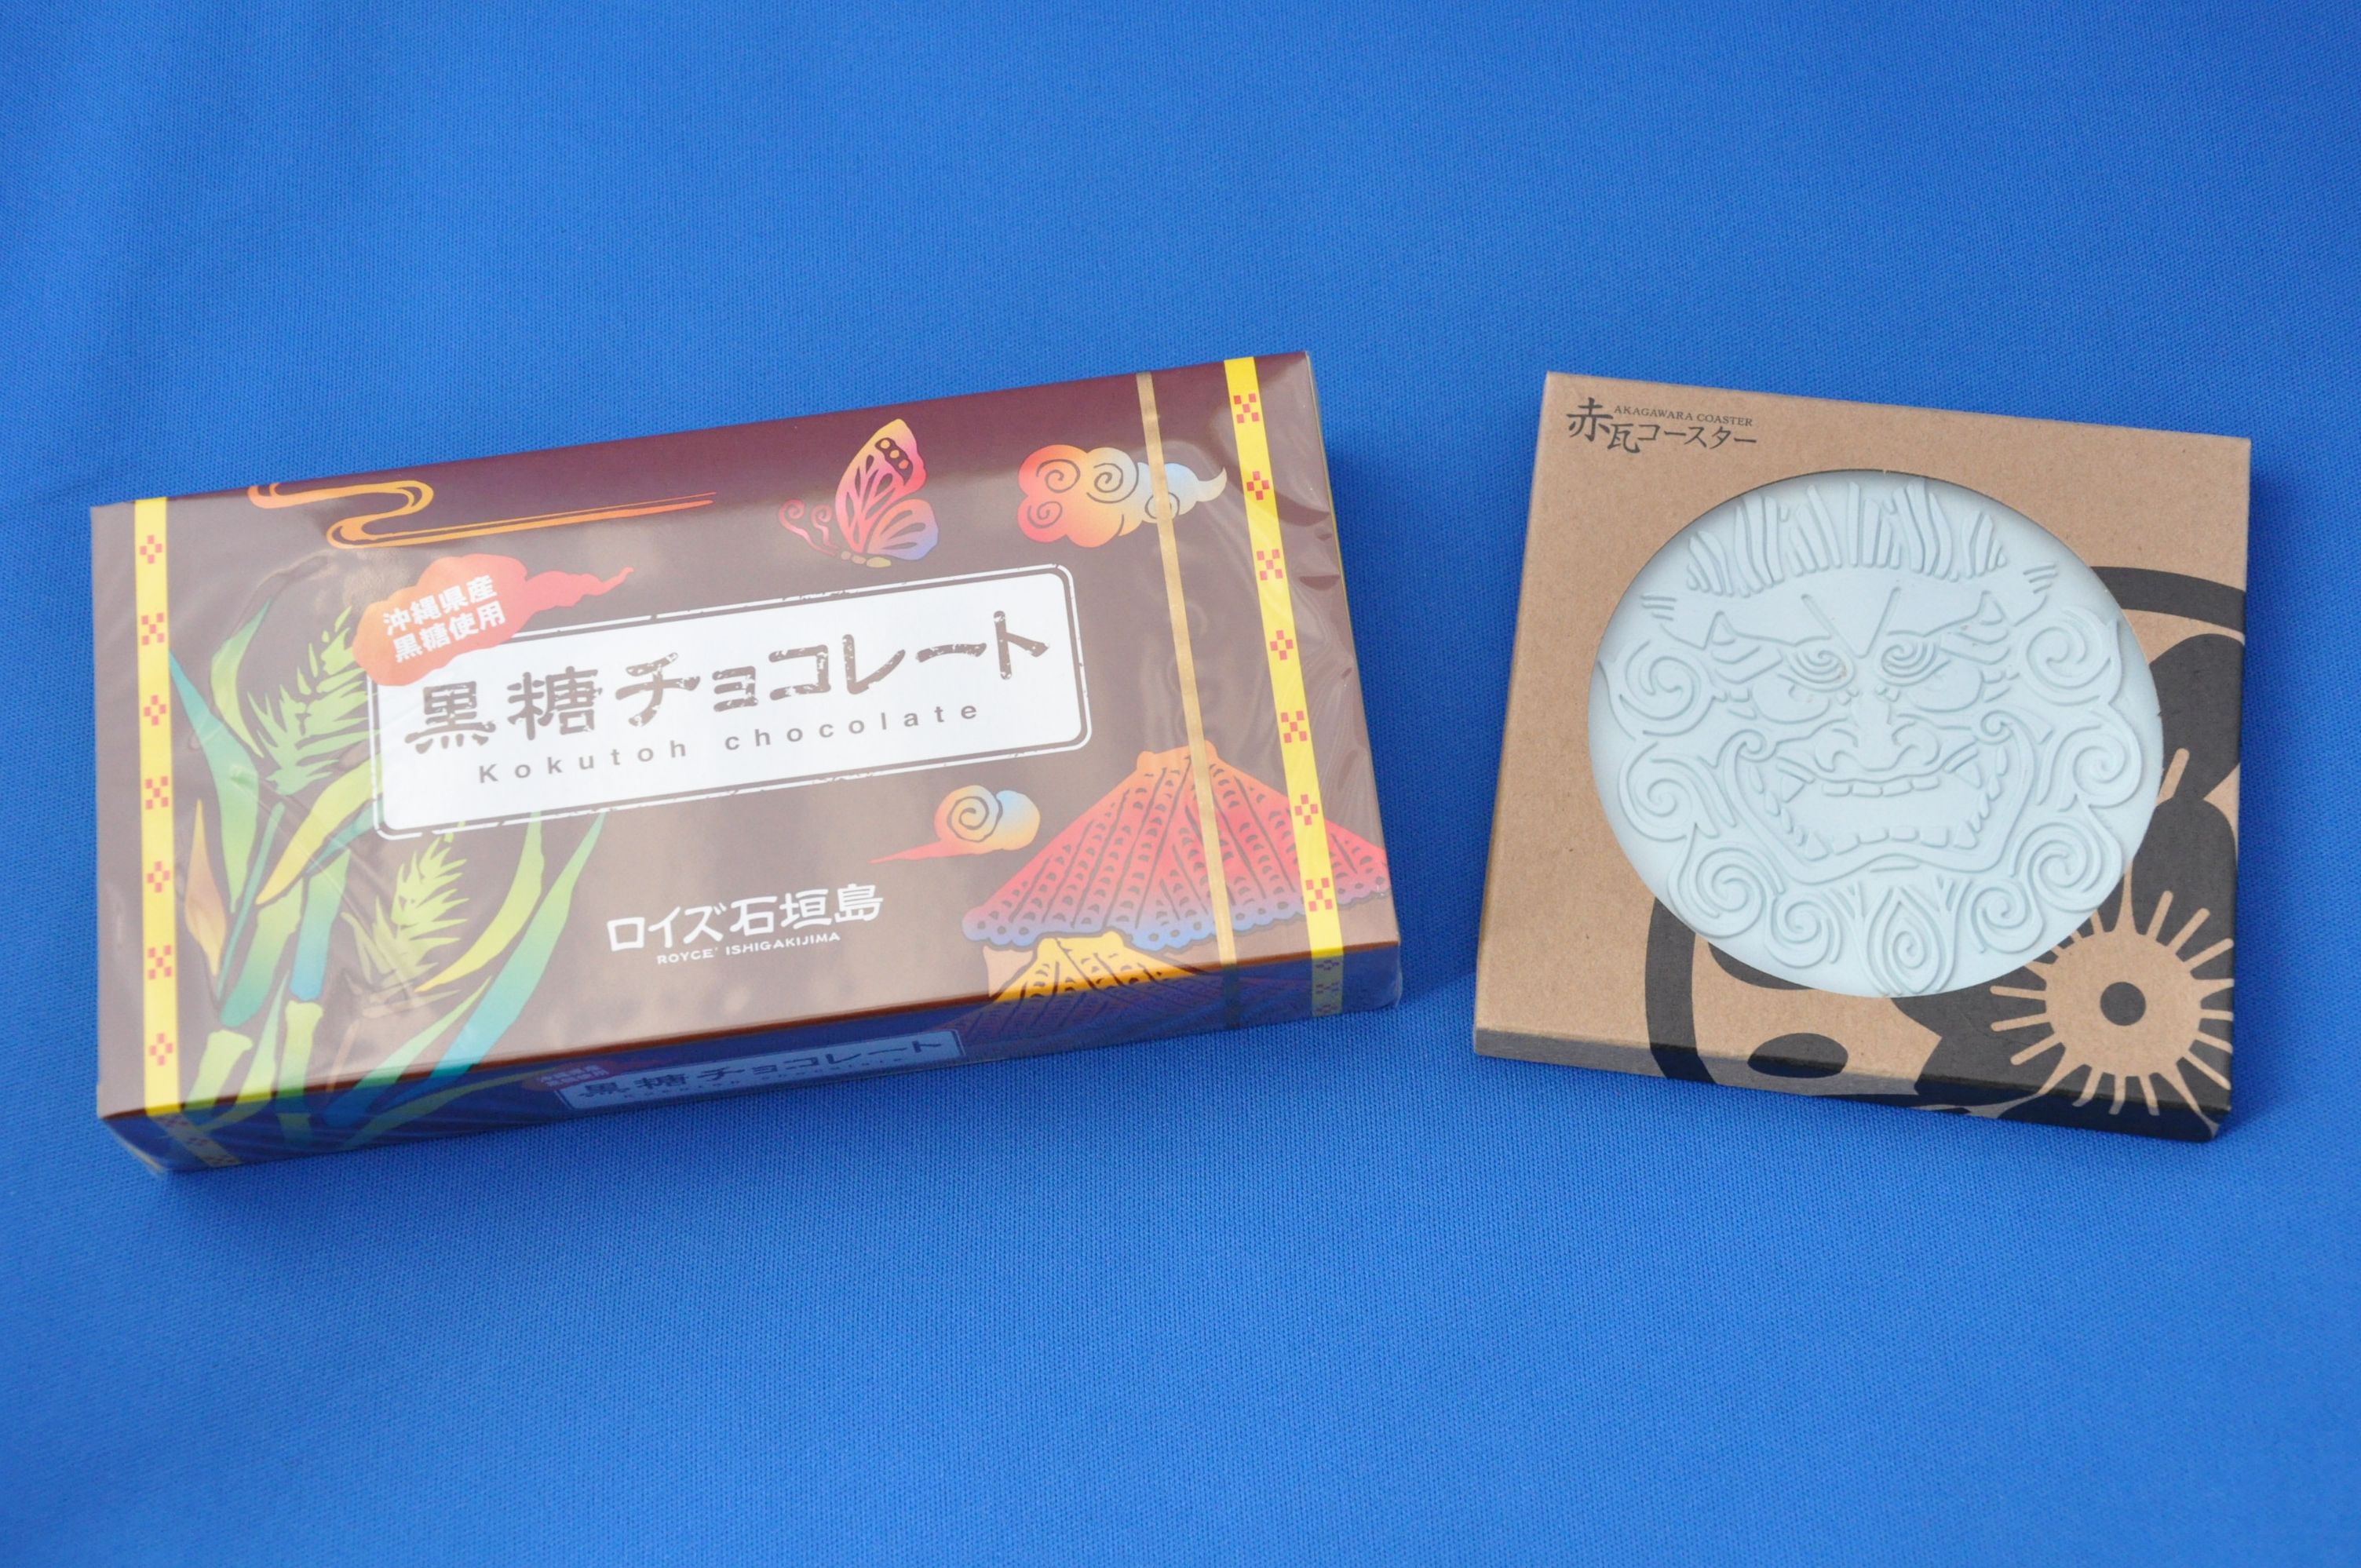 沖縄県産
黒糖使用
黒糖チョコレート
Kokutoh chocolate
ロイズ石垣島
ROYCE' ISHIGAKIJIMA
黒糖チョコレート
赤瓦コースター
AKAGAWARA COASTER